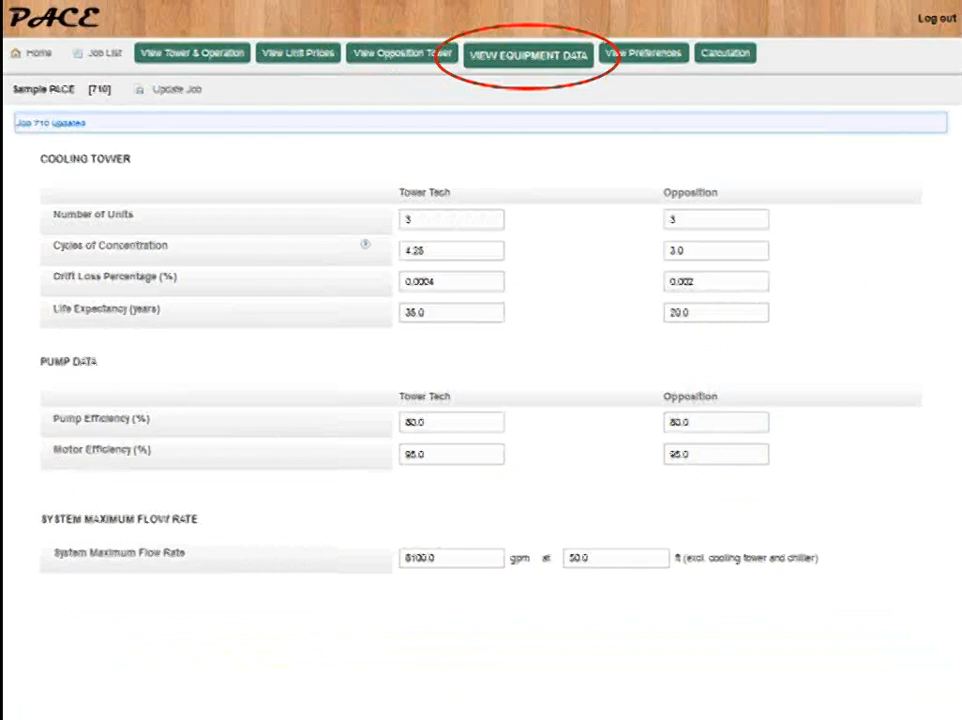 PACE
Log out
Home Job List View Tower & Operation View Unit Prices View Opposition Tower VIEW EQUIPMENT DATA View Preferences Calculation
Sample PACE [710] Update Job
Job 710 updated
COOLING TOWER
Tower Tech Opposition
Number of Units 3 3
Cycles of Concentration 4.25 3.0
Drift Loss Percentage (%) 0.0004 0.002
Life Expectancy (years) 35.0 20.0
PUMP DATA
Tower Tech Opposition
Pump Efficiency (%) 80.0 80.0
Motor Efficiency (%) 95.0 95.0
SYSTEM MAXIMUM FLOW RATE
System Maximum Flow Rate gpm at 50.0 ft (excl. cooling tower and chiller)